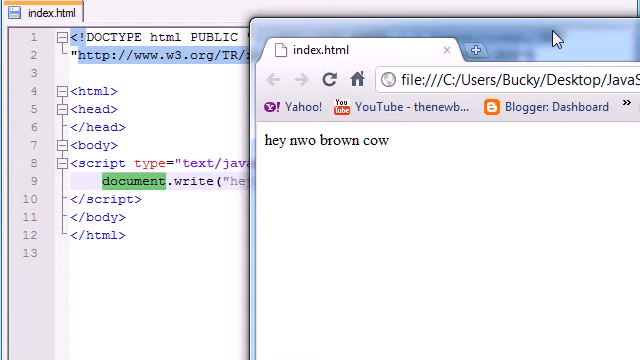 index.html
1 <!DOCTYPE html PUBLIC "
2 "http://www.w3.org/TR/
3
4 <html>
5 <head>
6 </head>
7 <body>
8 <script type="text/java
9 document.write("he
10 </script>
11 </body>
12 </html>
13
index.html
file:///C:/Users/Bucky/Desktop/JavaS
Yahoo! YouTube - thenewb... Blogger: Dashboard »
hey nwo brown cow